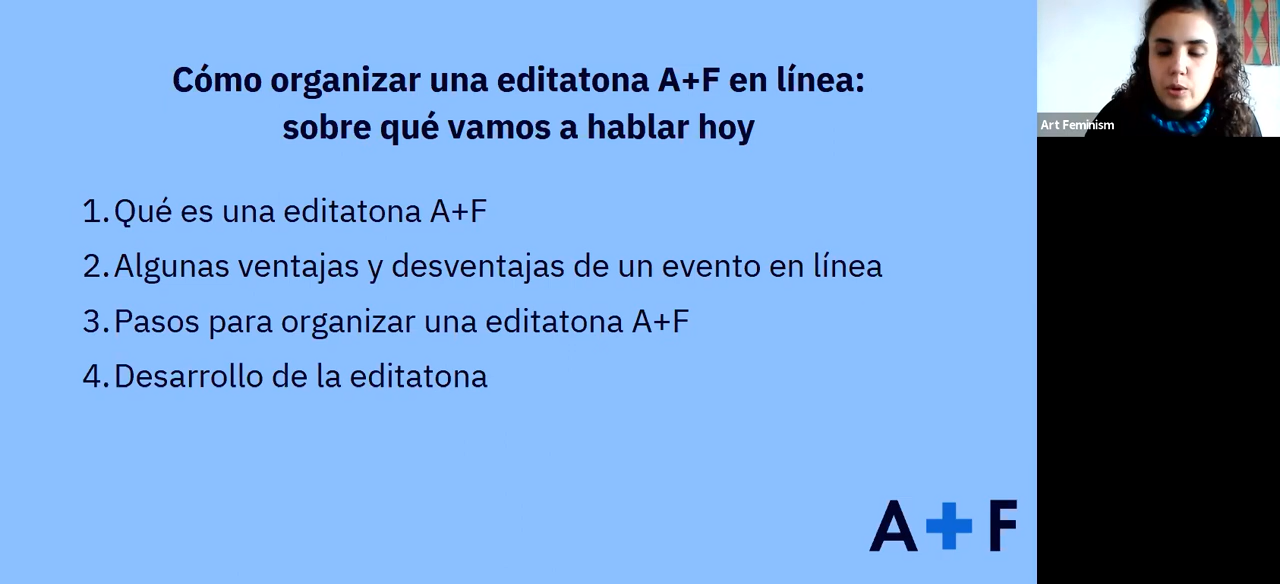 Cómo organizar una editatona A+F en línea:
sobre qué vamos a hablar hoy
1. Qué es una editatona A+F
2. Algunas ventajas y desventajas de un evento en línea
3. Pasos para organizar una editatona A+F
4. Desarrollo de la editatona
A+F
Art Feminism